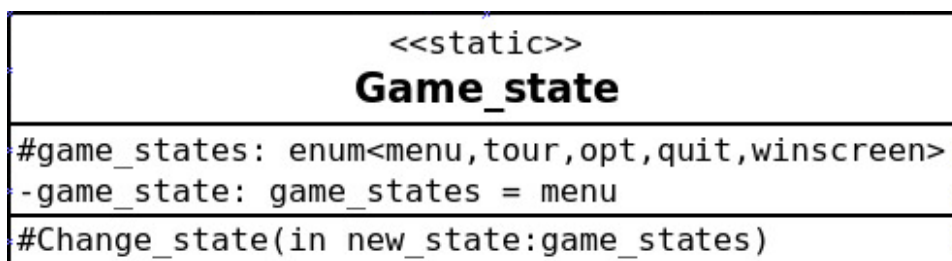 <<static>>
Game_state
#game_states: enum<menu,tour,opt,quit,winscreen>
-game_state: game_states = menu
#Change_state(in new_state:game_states)